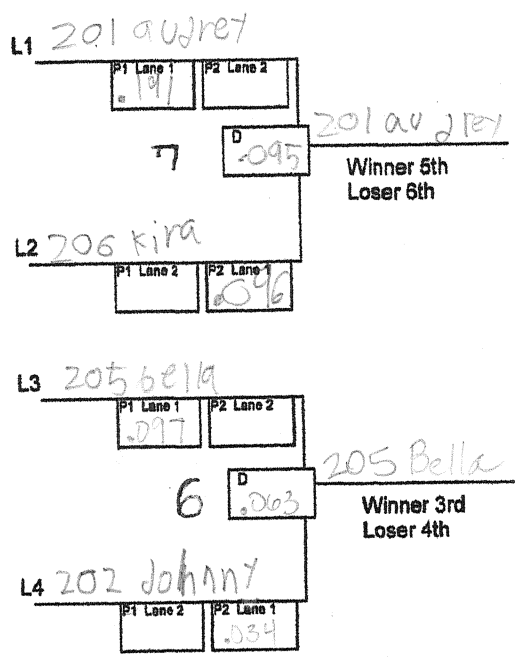 L1 201 audrey
P1 Lane 1 P2 Lane 2
.191
D
.095
201 audrey
7
Winner 5th
Loser 6th
L2 206 kira
P1 Lane 2 P2 Lane 1
.096
L3 205 bella
P1 Lane 1 P2 Lane 2
.097
D
.063
205 Bella
6
Winner 3rd
Loser 4th
L4 202 Johnny
P1 Lane 2 P2 Lane 1
.034